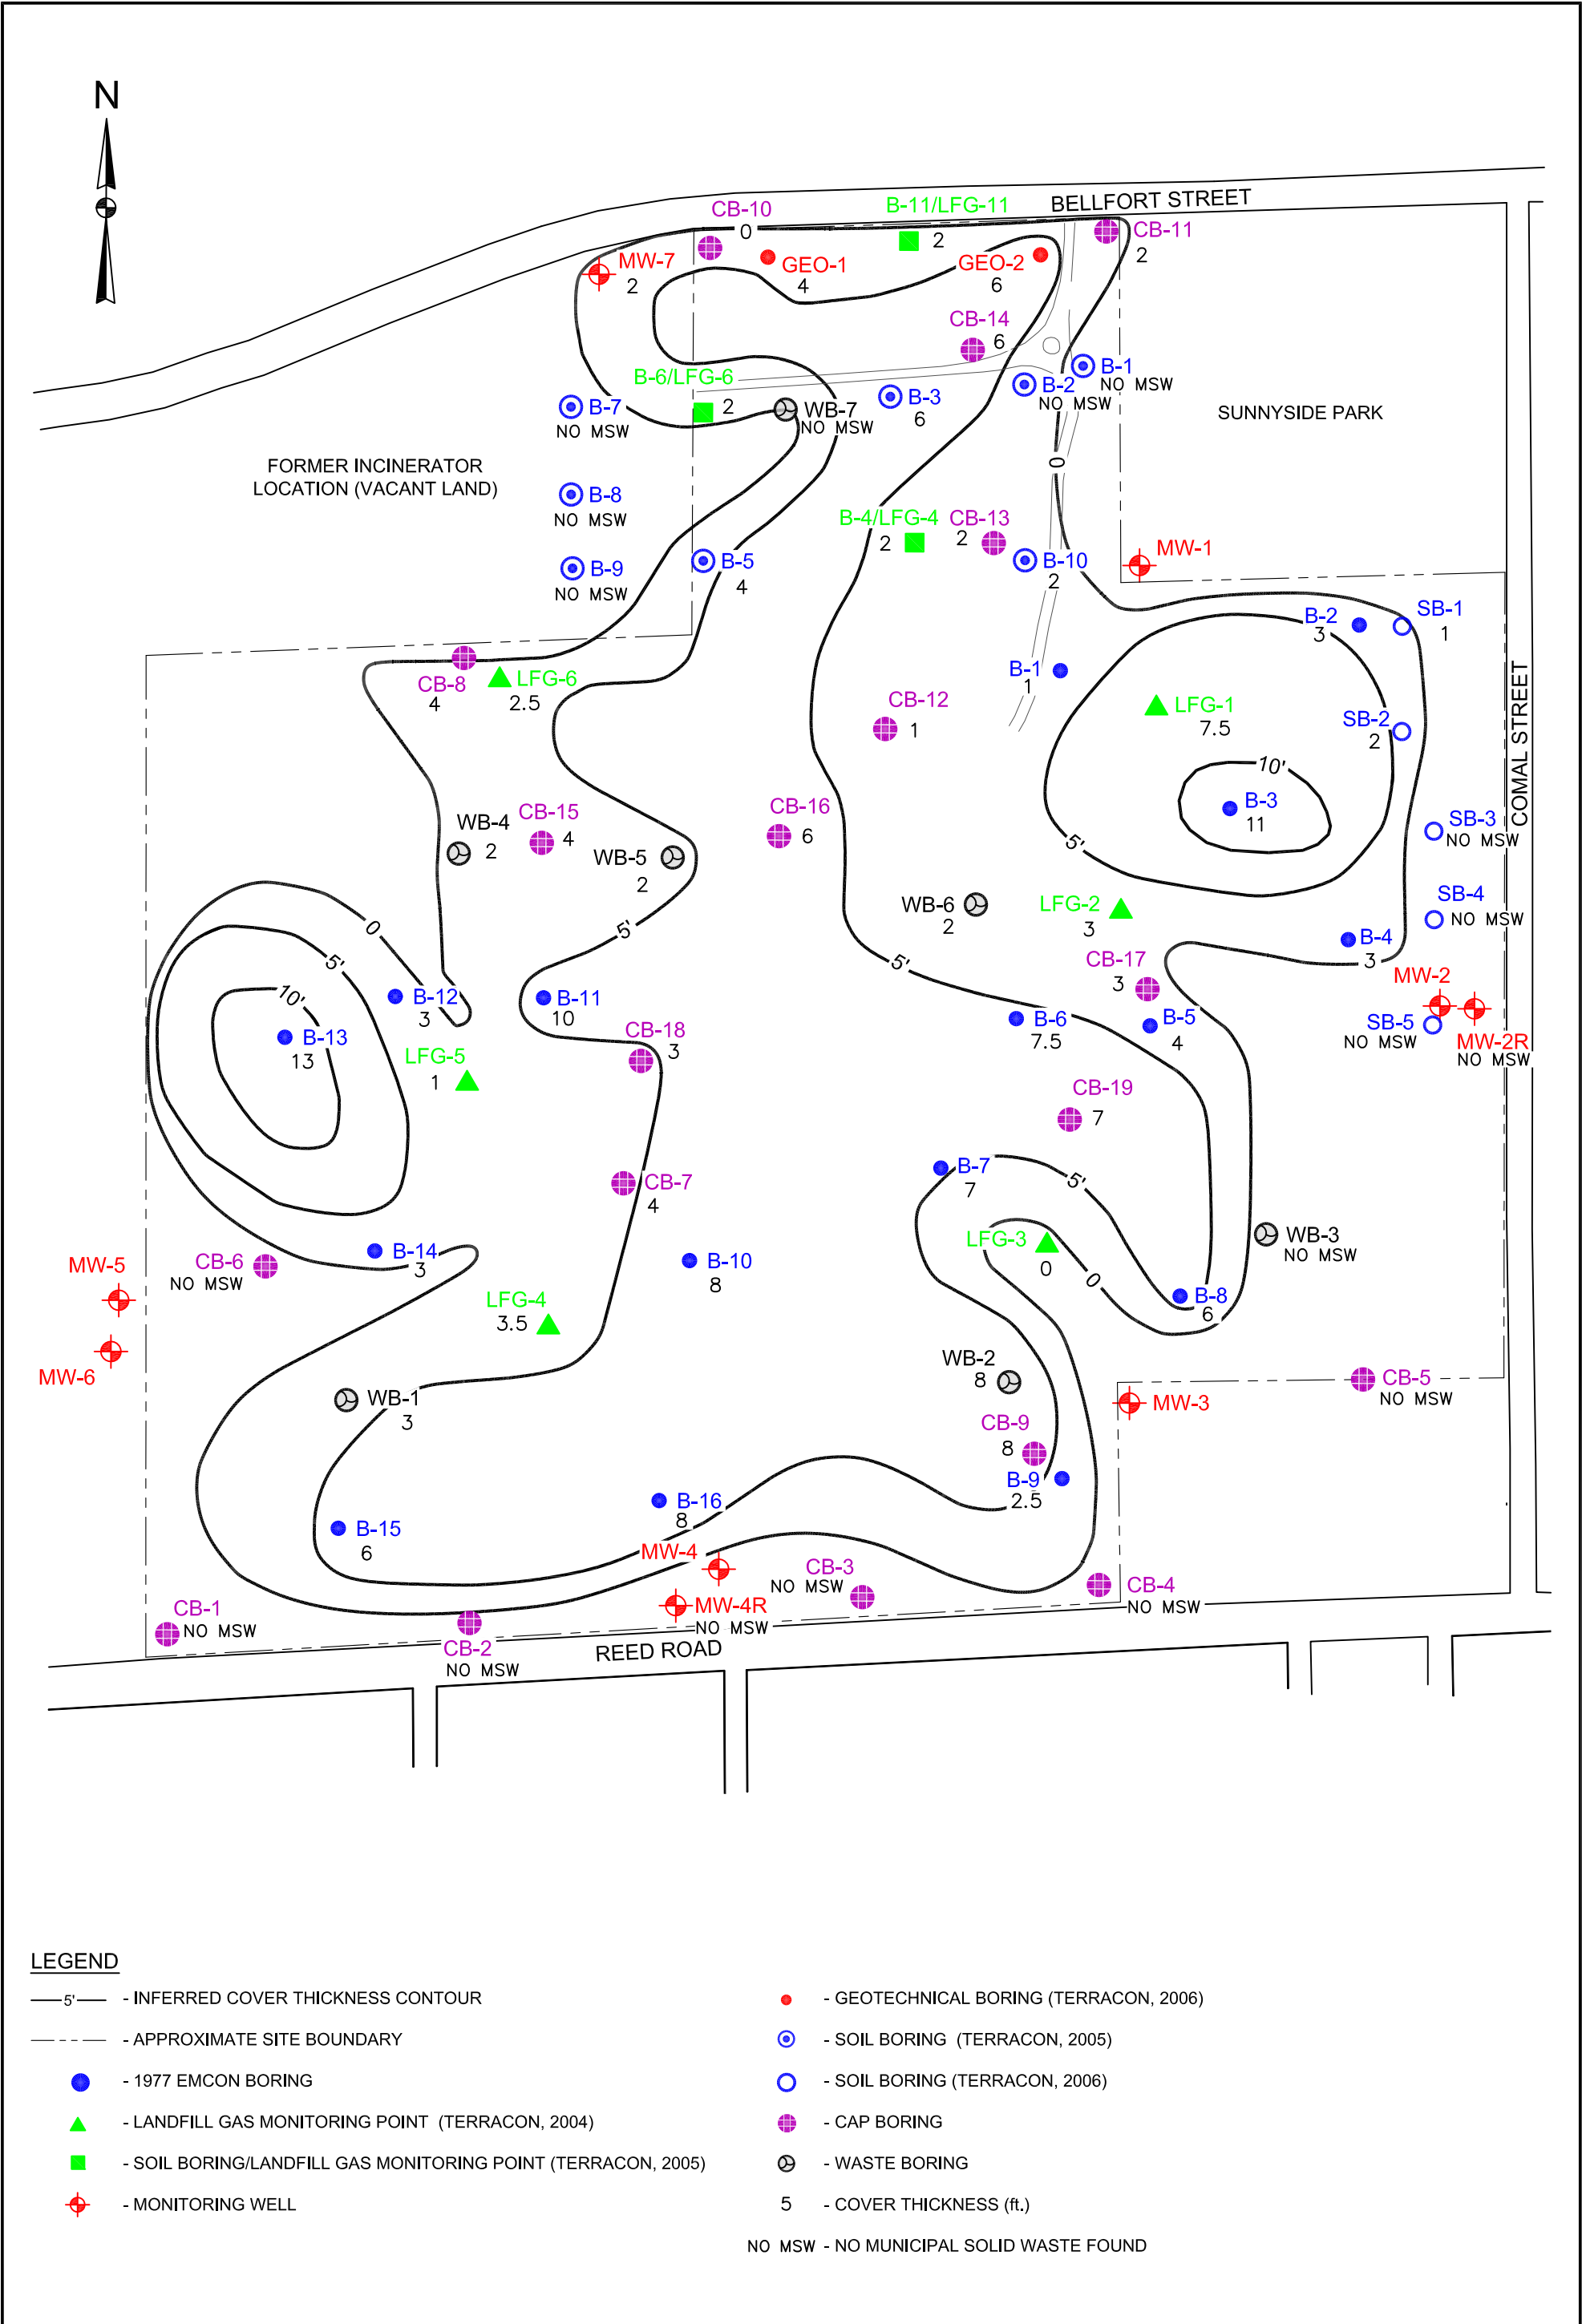 N
BELLFORT STREET
CB-10
0
B-11/LFG-11
2
CB-11
2
MW-7
2
GEO-1
4
GEO-2
6
CB-14
6
B-6/LFG-6
2
B-1
NO MSW
B-2
NO MSW
B-7
NO MSW
WB-7
NO MSW
B-3
6
SUNNYSIDE PARK
FORMER INCINERATOR
LOCATION (VACANT LAND)
0
B-8
NO MSW
B-4/LFG-4
2
CB-13
2
B-9
NO MSW
B-5
4
B-10
2
MW-1
B-2
3
SB-1
1
CB-8
4
LFG-6
2.5
B-1
1
CB-12
1
LFG-1
7.5
SB-2
2
COMAL STREET
10'
B-3
11
CB-15
4
WB-4
2
CB-16
6
WB-5
2
5'
SB-3
NO MSW
SB-4
NO MSW
WB-6
2
LFG-2
3
0
5'
5'
B-4
3
5'
CB-17
3
MW-2
10'
B-12
3
B-11
10
B-6
7.5
B-5
4
SB-5
NO MSW
MW-2R
NO MSW
B-13
13
LFG-5
1
CB-18
3
CB-19
7
CB-7
4
B-7
7
5'
LFG-3
0
WB-3
NO MSW
CB-6
NO MSW
B-14
3
B-10
8
MW-5
0
B-8
6
LFG-4
3.5
MW-6
WB-2
8
CB-5
NO MSW
WB-1
3
MW-3
CB-9
8
B-9
2.5
B-16
8
B-15
6
MW-4
CB-3
NO MSW
CB-4
NO MSW
CB-1
NO MSW
MW-4R
NO MSW
CB-2
NO MSW
REED ROAD
LEGEND
5' - INFERRED COVER THICKNESS CONTOUR
- APPROXIMATE SITE BOUNDARY
- 1977 EMCON BORING
- LANDFILL GAS MONITORING POINT (TERRACON, 2004)
- SOIL BORING/LANDFILL GAS MONITORING POINT (TERRACON, 2005)
- MONITORING WELL
- GEOTECHNICAL BORING (TERRACON, 2006)
- SOIL BORING (TERRACON, 2005)
- SOIL BORING (TERRACON, 2006)
- CAP BORING
- WASTE BORING
5 - COVER THICKNESS (ft.)
NO MSW - NO MUNICIPAL SOLID WASTE FOUND